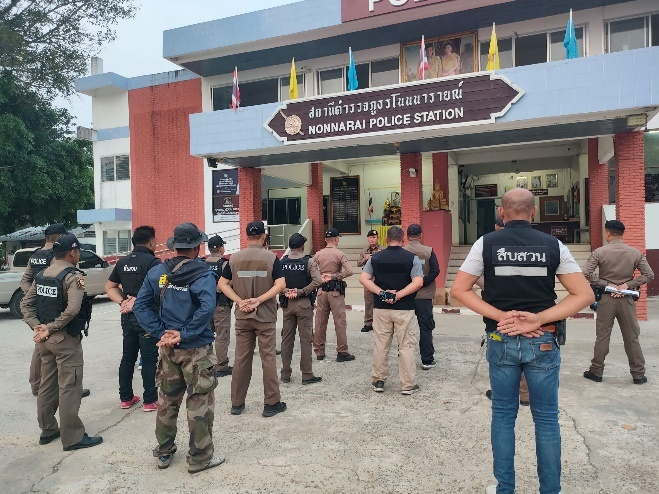 PO
สถานีตำรวจภูธรโนนนารายณ์
NONNARAI POLICE STATION
POLICE
POLICE
สืบสวน